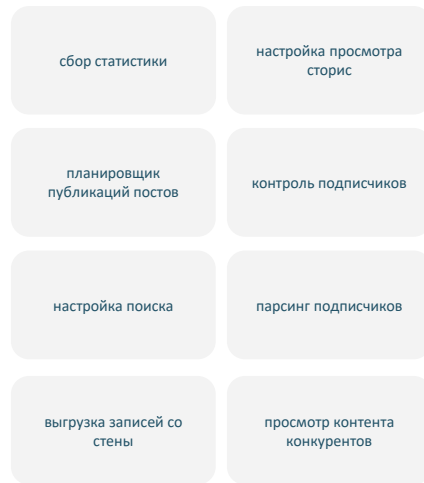 сбор статистики
настройка просмотра
сторис
планировщик
публикаций постов
контроль подписчиков
настройка поиска
парсинг подписчиков
выгрузка записей со
стены
просмотр контента
конкурентов